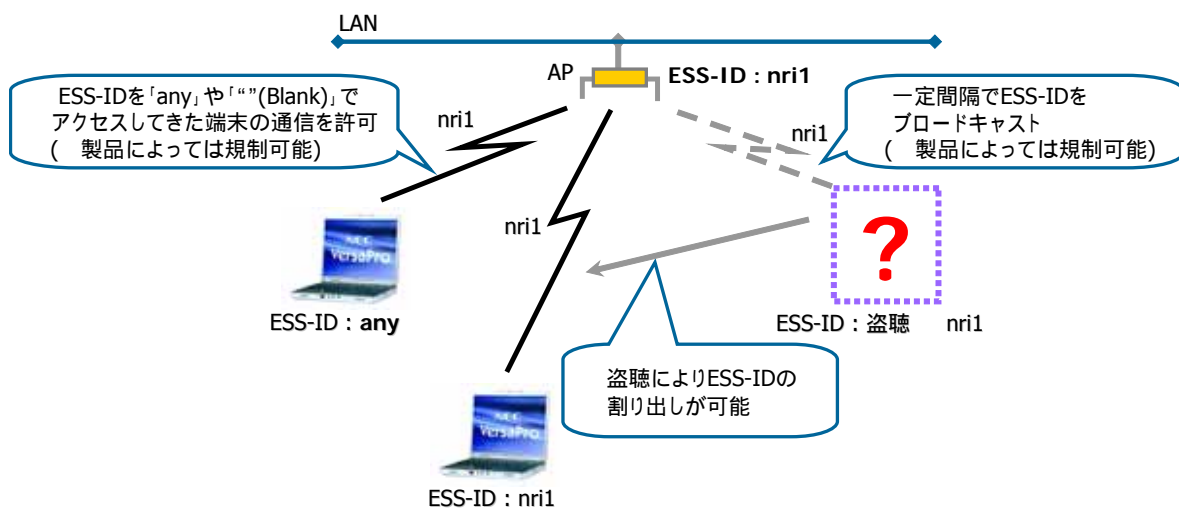 LAN
AP
ESS-ID : nri1
ESS-IDを「any」や「“”(Blank)」で
アクセスしてきた端末の通信を許可
(　製品によっては規制可能)
nri1
nri1
一定間隔でESS-IDを
ブロードキャスト
(　製品によっては規制可能)
nri1
?
NEC
VersaPro
ESS-ID : any
ESS-ID : 盗聴　nri1
盗聴によりESS-IDの
割り出しが可能
NEC
VersaPro
ESS-ID : nri1